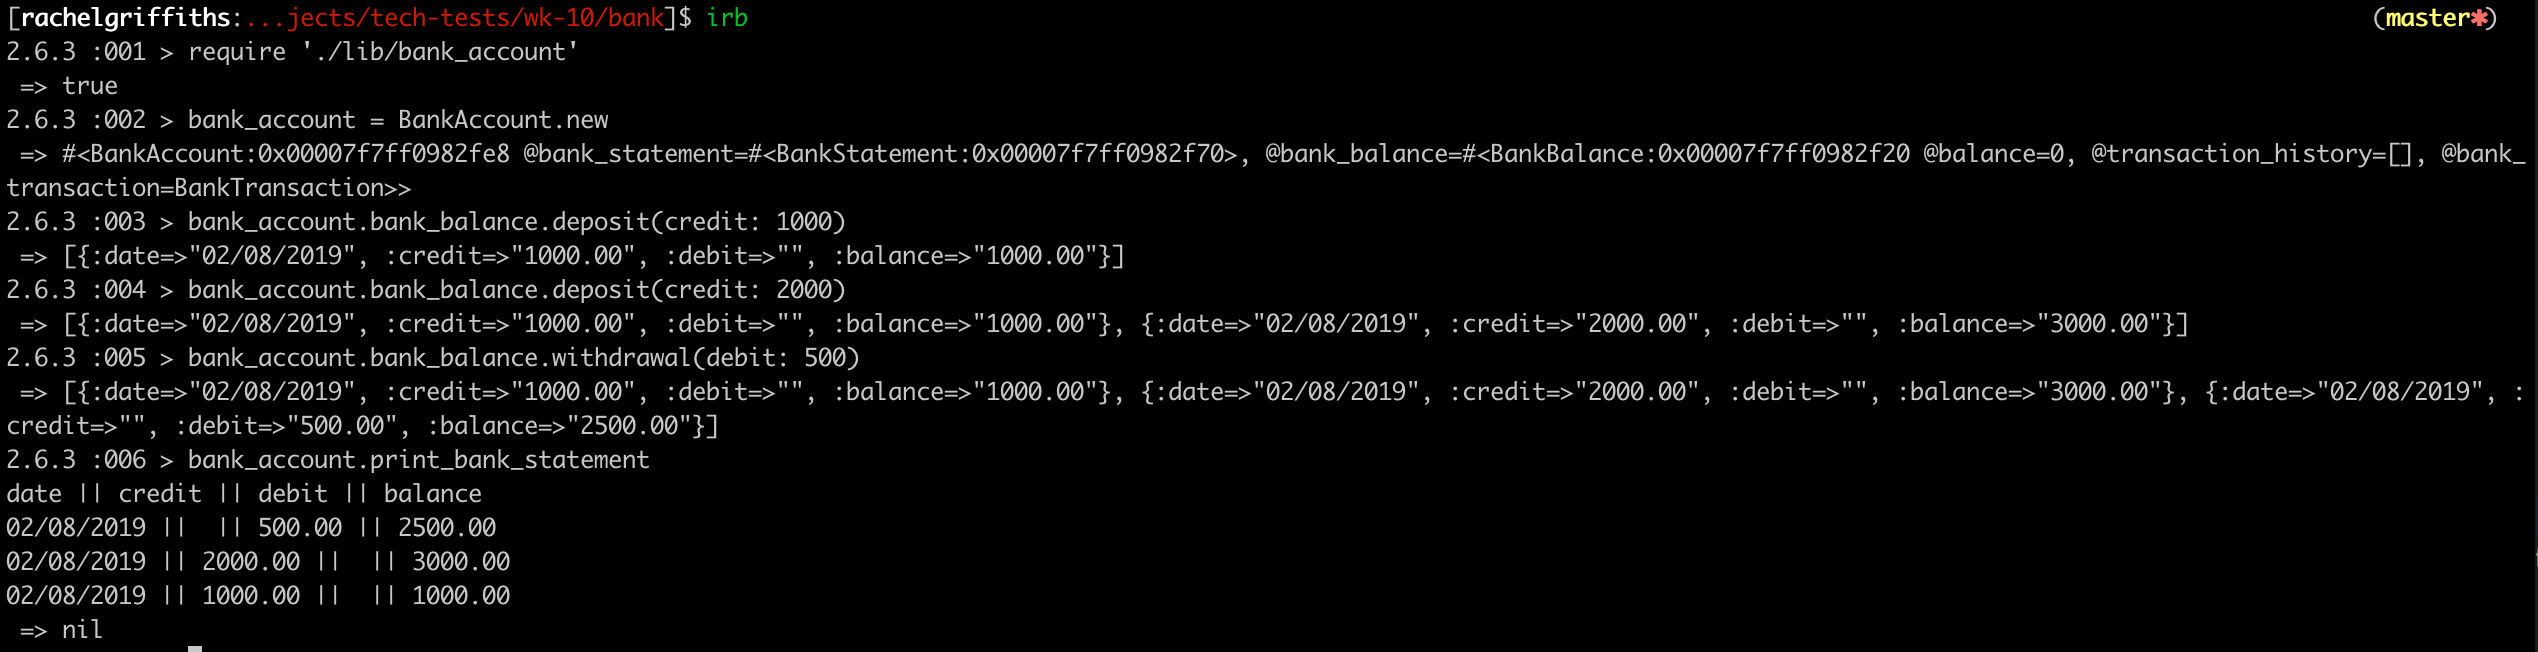 [rachelgriffiths:...jects/tech-tests/wk-10/bank]$ irb (master✱)
2.6.3 :001 > require './lib/bank_account'
 => true
2.6.3 :002 > bank_account = BankAccount.new
 => #<BankAccount:0x00007f7ff0982fe8 @bank_statement=#<BankStatement:0x00007f7ff0982f70>, @bank_balance=#<BankBalance:0x00007f7ff0982f20 @balance=0, @transaction_history=[], @bank_
transaction=BankTransaction>>
2.6.3 :003 > bank_account.bank_balance.deposit(credit: 1000)
 => [{:date=>"02/08/2019", :credit=>"1000.00", :debit=>"", :balance=>"1000.00"}]
2.6.3 :004 > bank_account.bank_balance.deposit(credit: 2000)
 => [{:date=>"02/08/2019", :credit=>"1000.00", :debit=>"", :balance=>"1000.00"}, {:date=>"02/08/2019", :credit=>"2000.00", :debit=>"", :balance=>"3000.00"}]
2.6.3 :005 > bank_account.bank_balance.withdrawal(debit: 500)
 => [{:date=>"02/08/2019", :credit=>"1000.00", :debit=>"", :balance=>"1000.00"}, {:date=>"02/08/2019", :credit=>"2000.00", :debit=>"", :balance=>"3000.00"}, {:date=>"02/08/2019", :
credit=>"", :debit=>"500.00", :balance=>"2500.00"}]
2.6.3 :006 > bank_account.print_bank_statement
date || credit || debit || balance
02/08/2019 ||  || 500.00 || 2500.00
02/08/2019 || 2000.00 ||  || 3000.00
02/08/2019 || 1000.00 ||  || 1000.00
 => nil